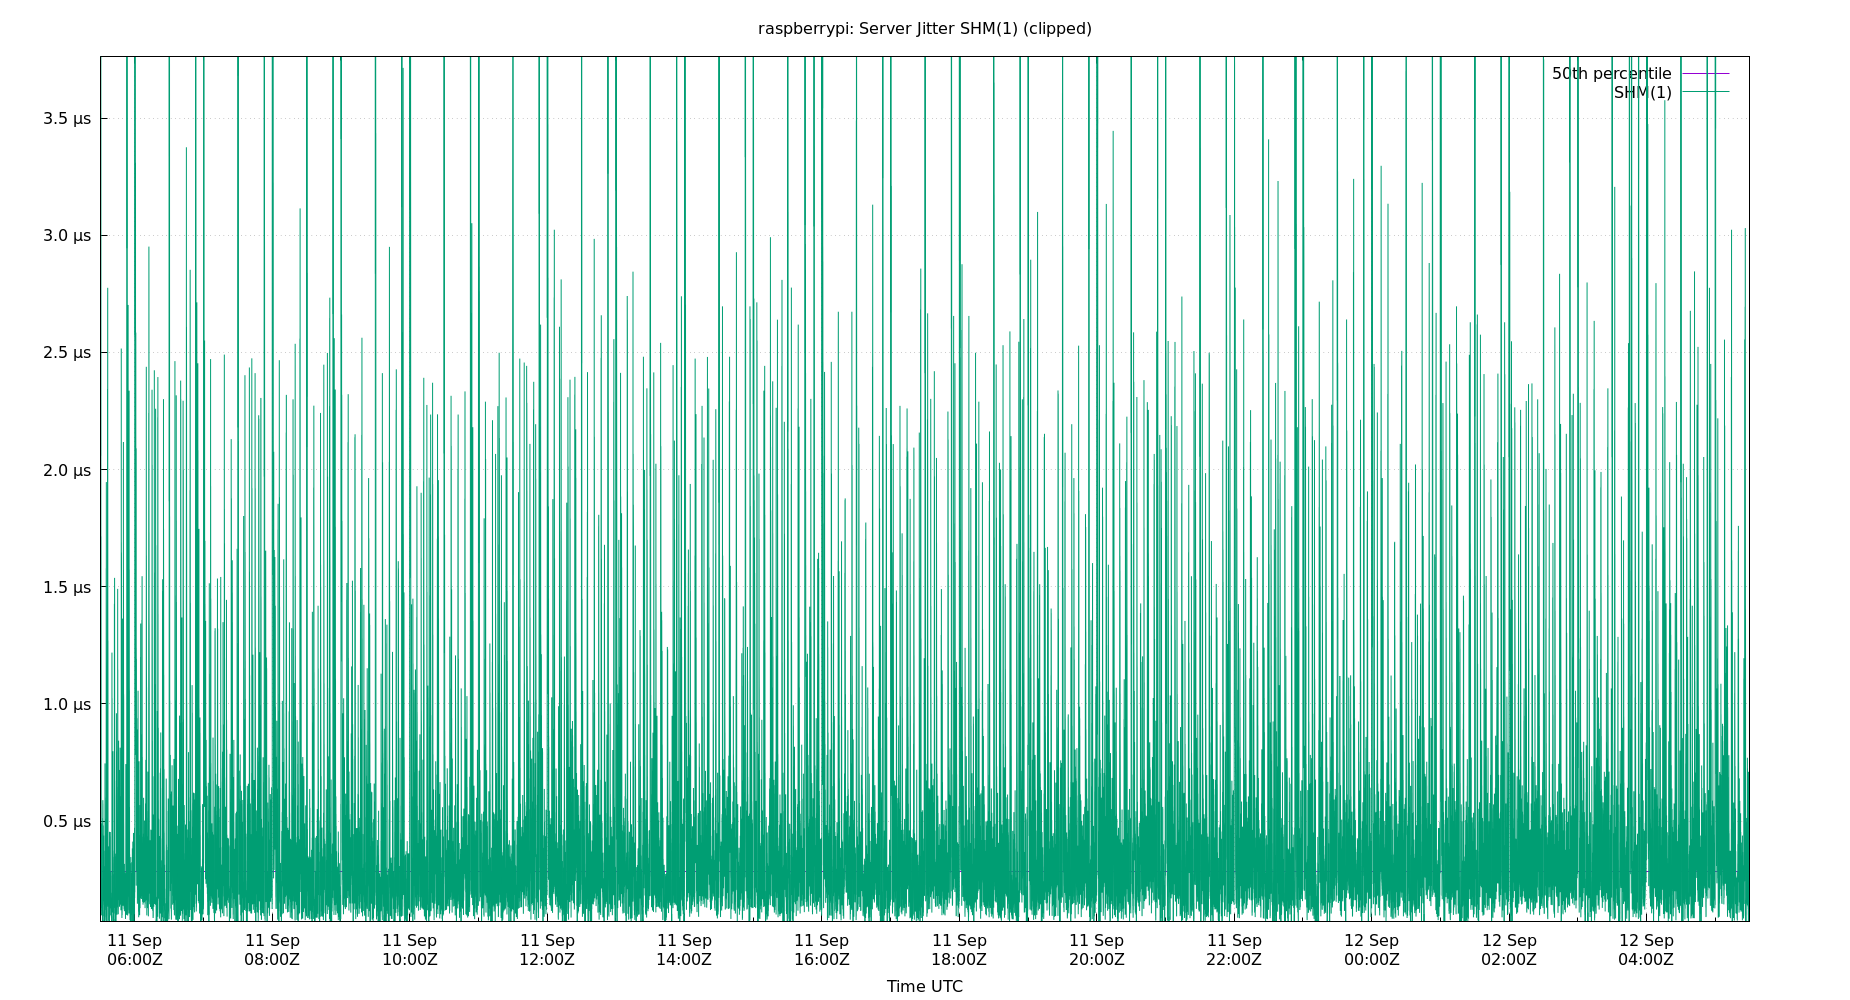 raspberrypi: Server Jitter SHM(1) (clipped)
50th percentile
SHM(1)
3.5 μs
3.0 μs
2.5 μs
2.0 μs
1.5 μs
1.0 μs
0.5 μs
11 Sep 11 Sep 11 Sep 11 Sep 11 Sep 11 Sep 11 Sep 11 Sep 11 Sep 12 Sep 12 Sep 12 Sep
06:00Z 08:00Z 10:00Z 12:00Z 14:00Z 16:00Z 18:00Z 20:00Z 22:00Z 00:00Z 02:00Z 04:00Z
Time UTC